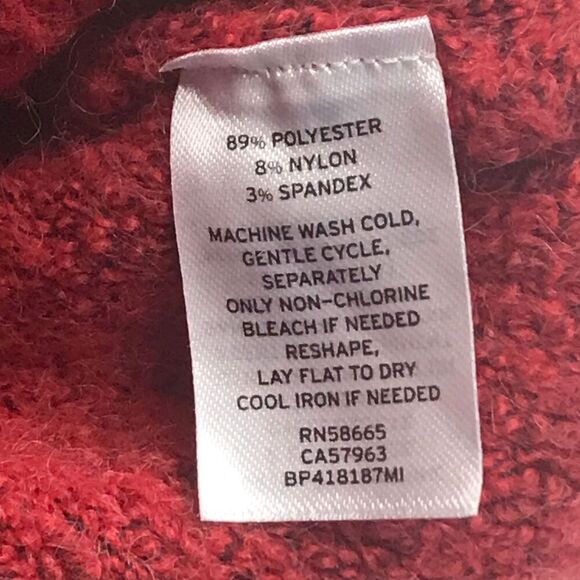 89% POLYESTER
8% NYLON
3% SPANDEX
MACHINE WASH COLD,
GENTLE CYCLE,
SEPARATELY
ONLY NON-CHLORINE
BLEACH IF NEEDED
RESHAPE,
LAY FLAT TO DRY
COOL IRON IF NEEDED
RN58665
CA57963
BP418187MI